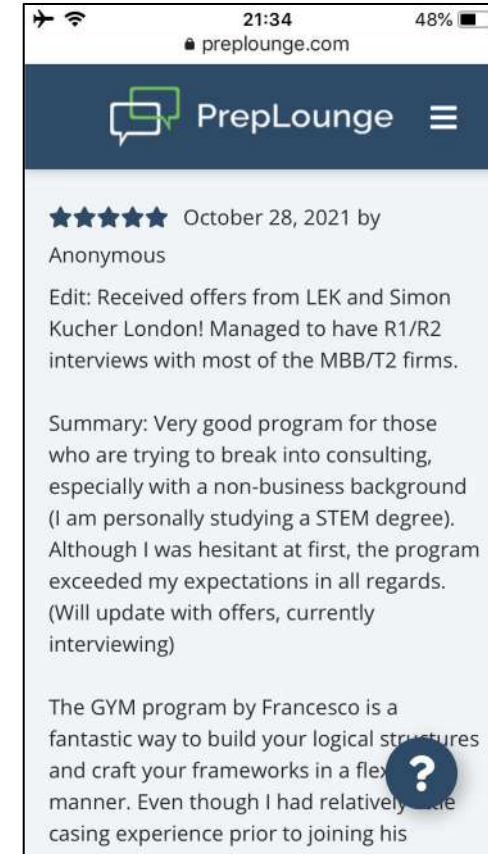 21:34
48%
preplounge.com
PrepLounge
October 28, 2021 by
Anonymous
Edit: Received offers from LEK and Simon
Kucher London! Managed to have R1/R2
interviews with most of the MBB/T2 firms.
Summary: Very good program for those
who are trying to break into consulting,
especially with a non-business background
(I am personally studying a STEM degree).
Although I was hesitant at first, the program
exceeded my expectations in all regards.
(Will update with offers, currently
interviewing)
The GYM program by Francesco is a
fantastic way to build your logical structures
and craft your frameworks in a
?
manner. Even though I had relatively
casing experience prior to joining his